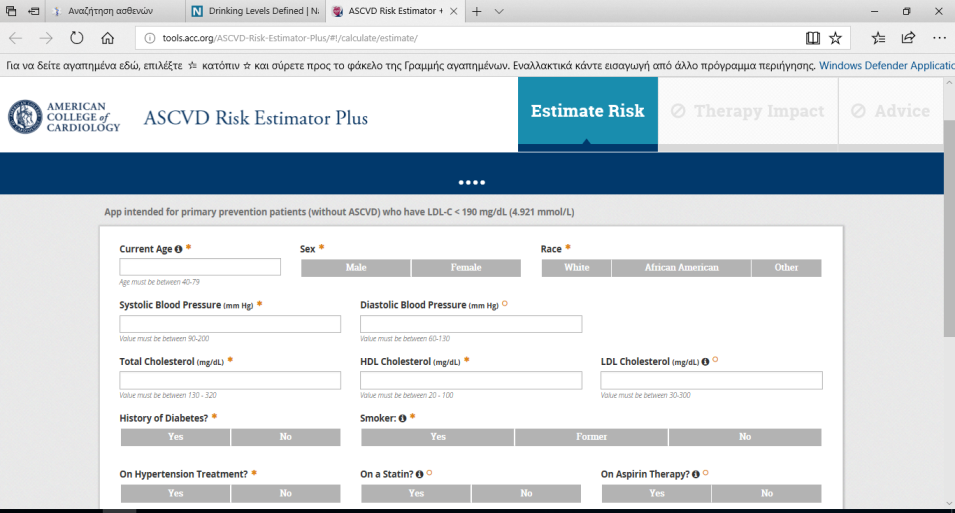 Αναζήτηση ασθενών
Drinking Levels Defined | N
ASCVD Risk Estimator +
tools.acc.org/ASCVD-Risk-Estimator-Plus/#!/calculate/estimate/
Για να δείτε αγαπημένα εδώ, επιλέξτε κατόπιν και σύρετε προς το φάκελο της Γραμμής αγαπημένων. Εναλλακτικά κάντε εισαγωγή από άλλο πρόγραμμα περιήγησης. Windows Defender Applicatio
AMERICAN
COLLEGE of
CARDIOLOGY
ASCVD Risk Estimator Plus
Estimate Risk
Therapy Impact
Advice
App intended for primary prevention patients (without ASCVD) who have LDL-C < 190 mg/dL (4.921 mmol/L)
Current Age * Sex * Race *
Male Female White African American Other
Age must be between 40-79
Systolic Blood Pressure (mm Hg) * Diastolic Blood Pressure (mm Hg)
Value must be between 90-200 Value must be between 60-130
Total Cholesterol (mg/dL) * HDL Cholesterol (mg/dL) * LDL Cholesterol (mg/dL)
Value must be between 130 - 320 Value must be between 20 - 100 Value must be between 30-300
History of Diabetes? * Smoker: *
Yes No Yes Former No
On Hypertension Treatment? * On a Statin? On Aspirin Therapy?
Yes No Yes No Yes No